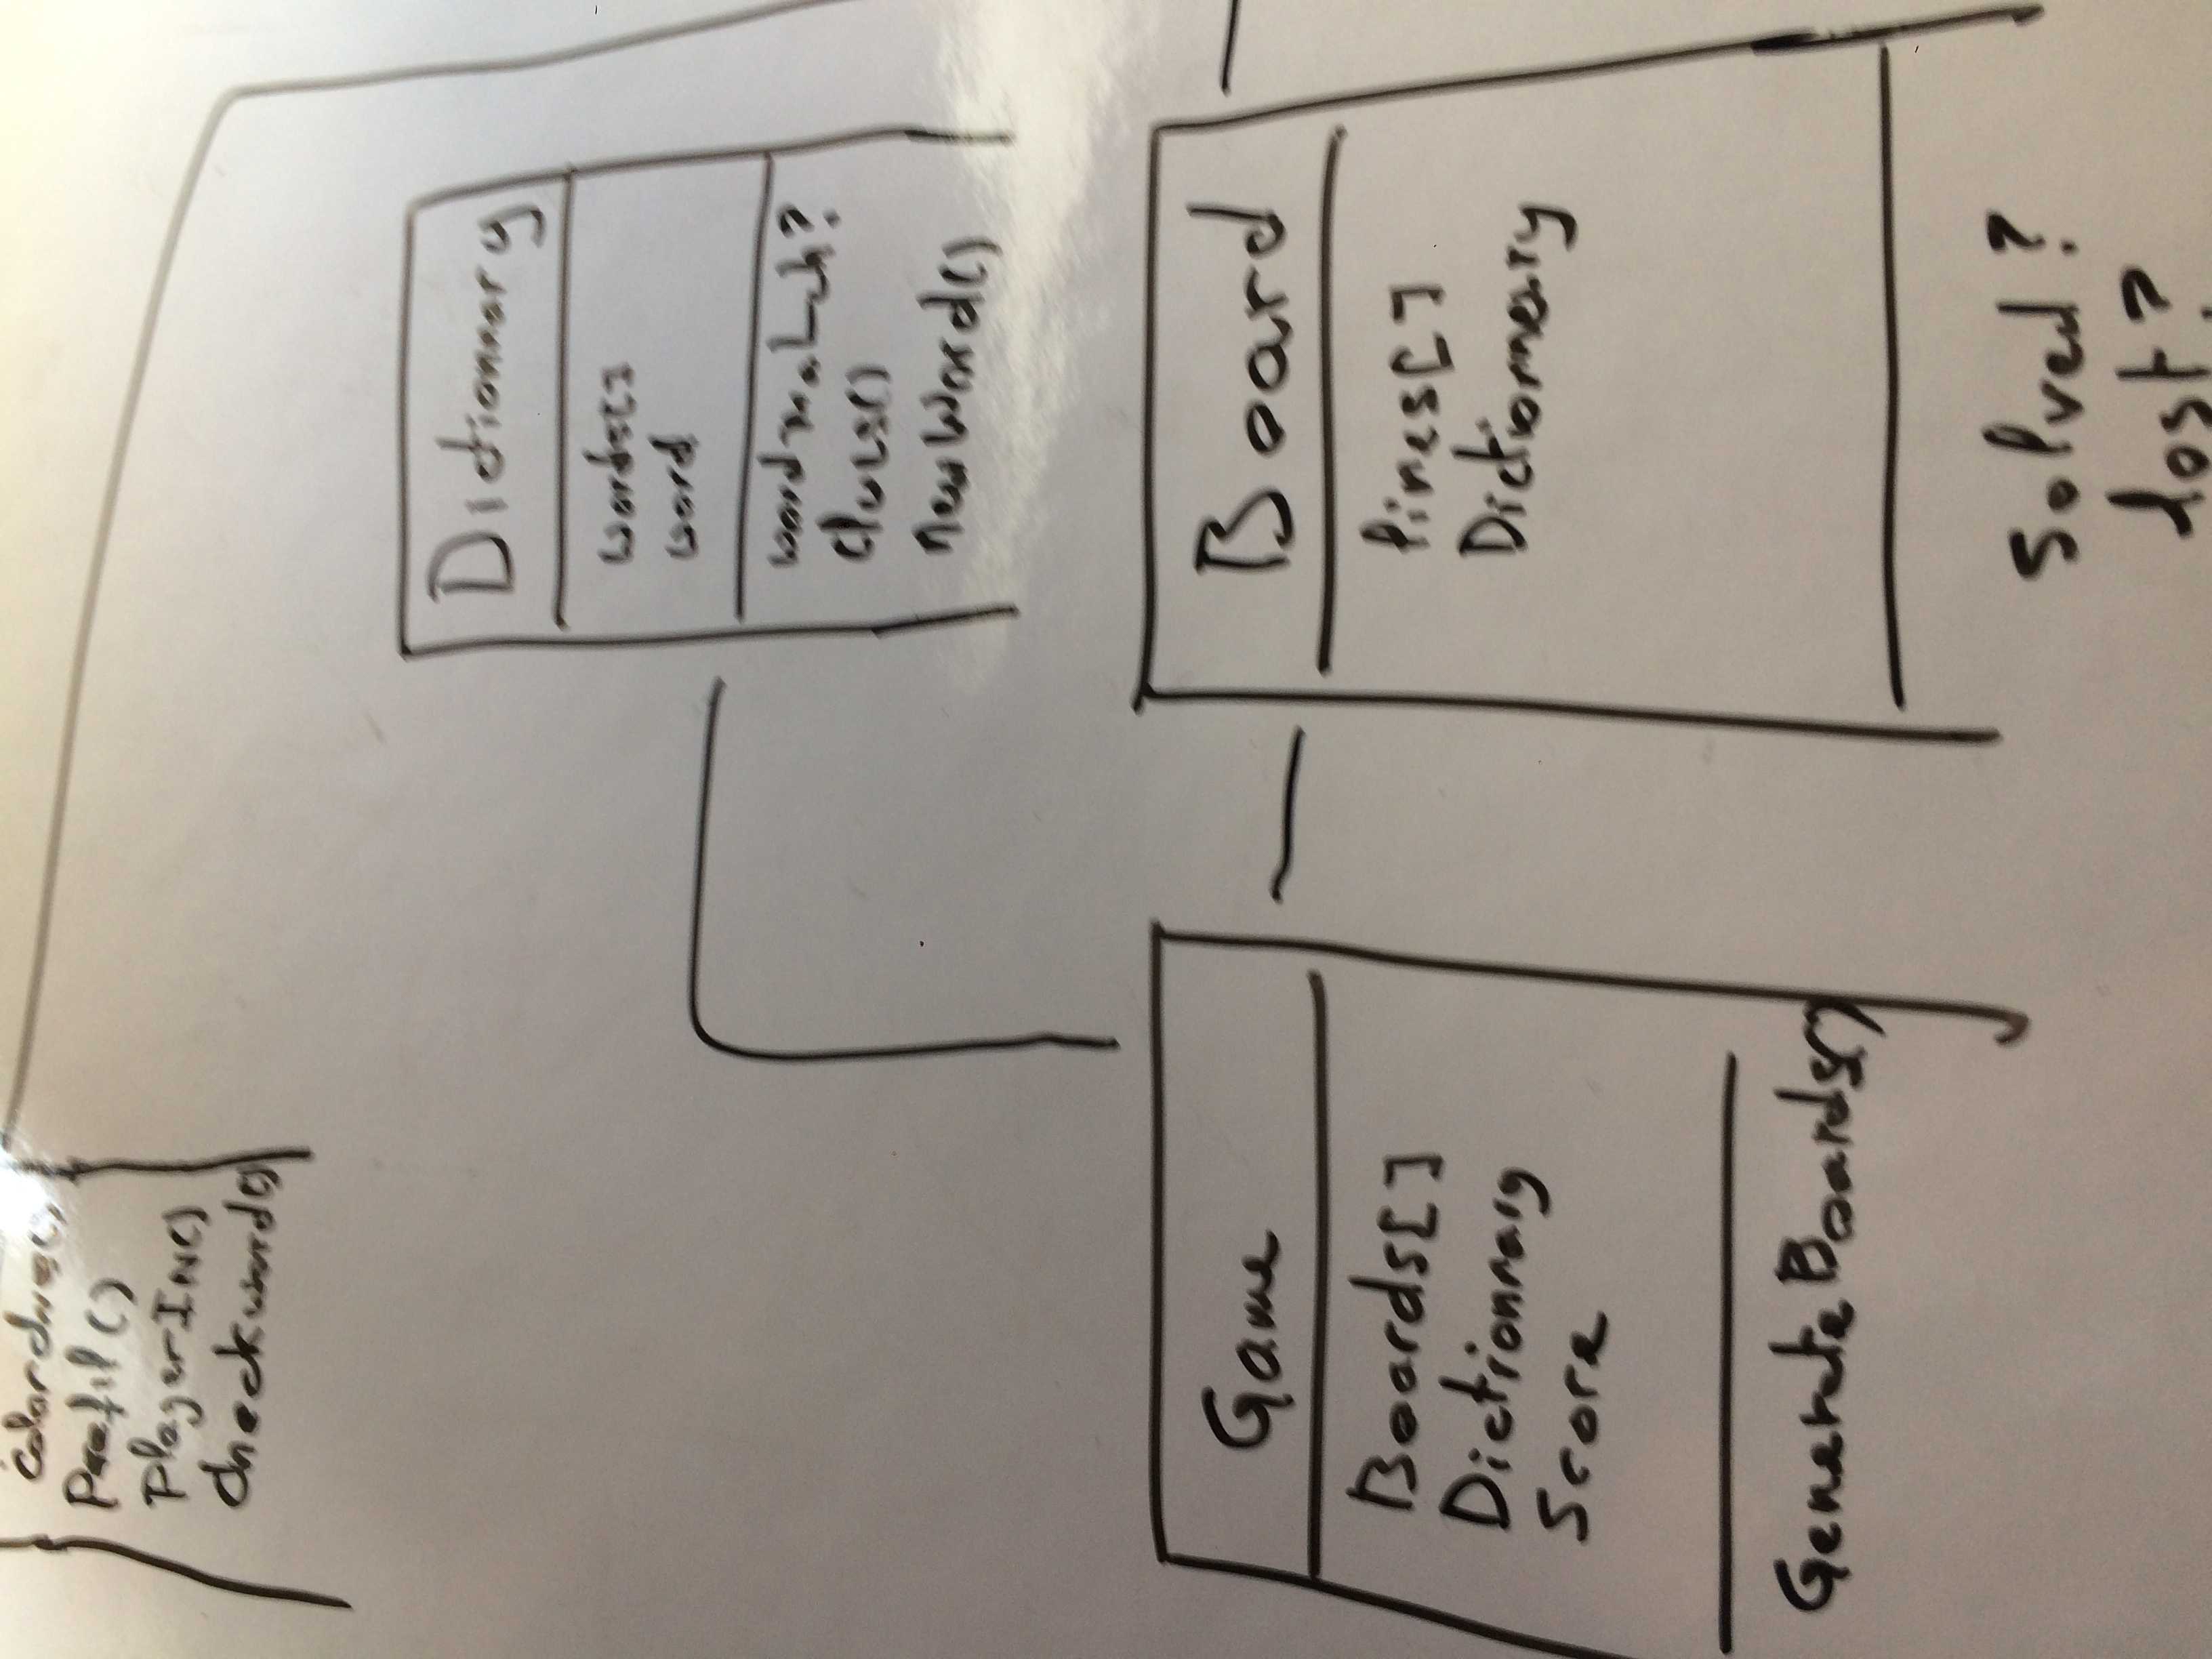 Prefil()
PlayerIN()
Checkword()
Dictionnary
words[]
word
wordmatch?
Clues()
newWord()
Game
Boards[]
Dictionnary
Score
GenerateBoards()
Board
lines[]
Dictionnary
Solved?
lost?